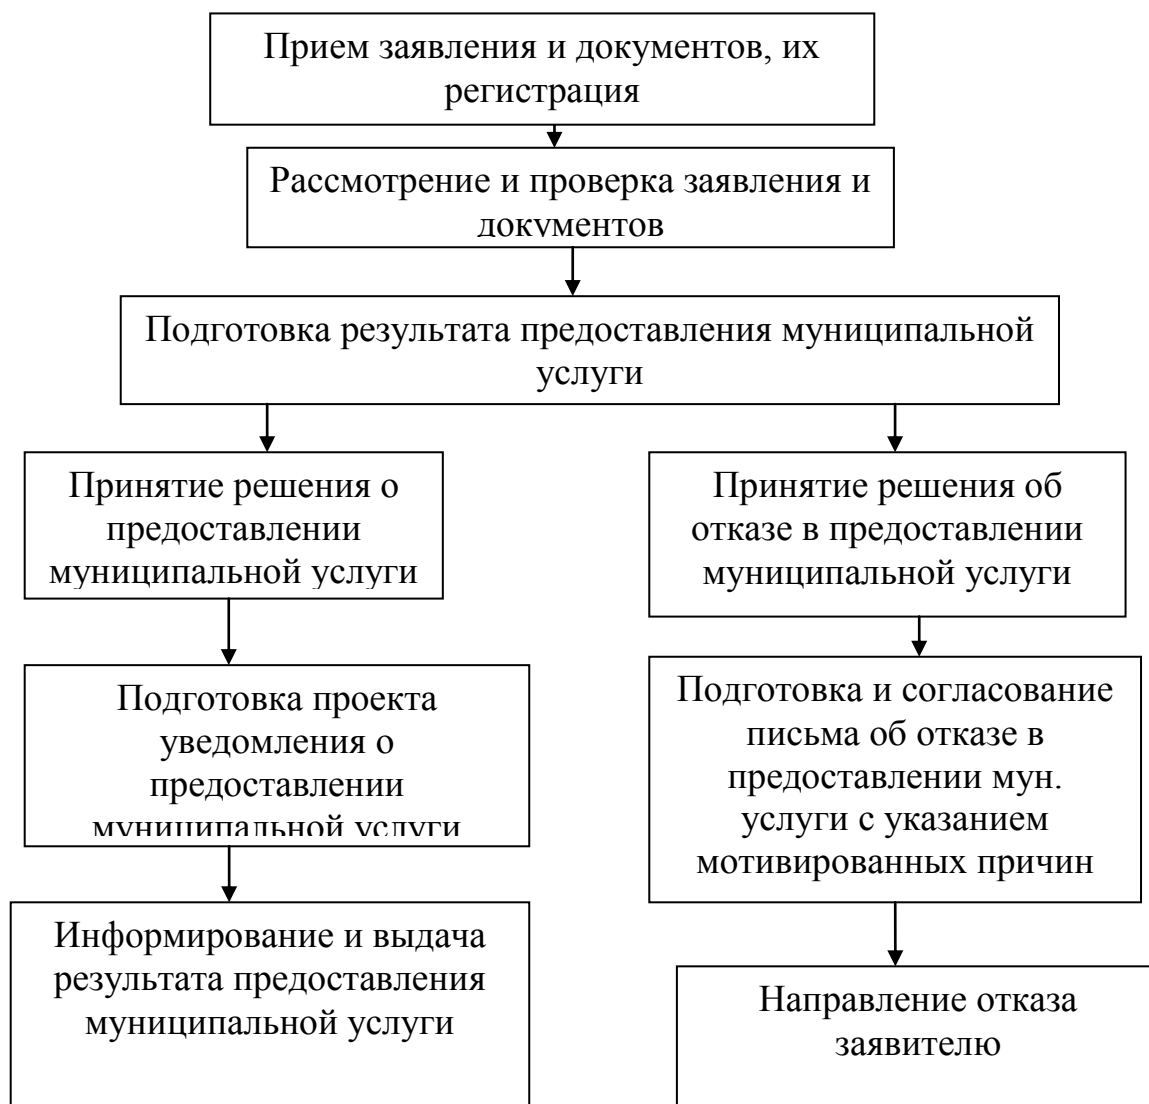 Прием заявления и документов, их
регистрация
Рассмотрение и проверка заявления и
документов
Подготовка результата предоставления муниципальной
услуги
Принятие решения о
предоставлении
муниципальной услуги
Принятие решения об
отказе в предоставлении
муниципальной услуги
Подготовка проекта
уведомления о
предоставлении
муниципальной услуги
Подготовка и согласование
письма об отказе в
предоставлении мун.
услуги с указанием
мотивированных причин
Информирование и выдача
результата предоставления
муниципальной услуги
Направление отказа
заявителю